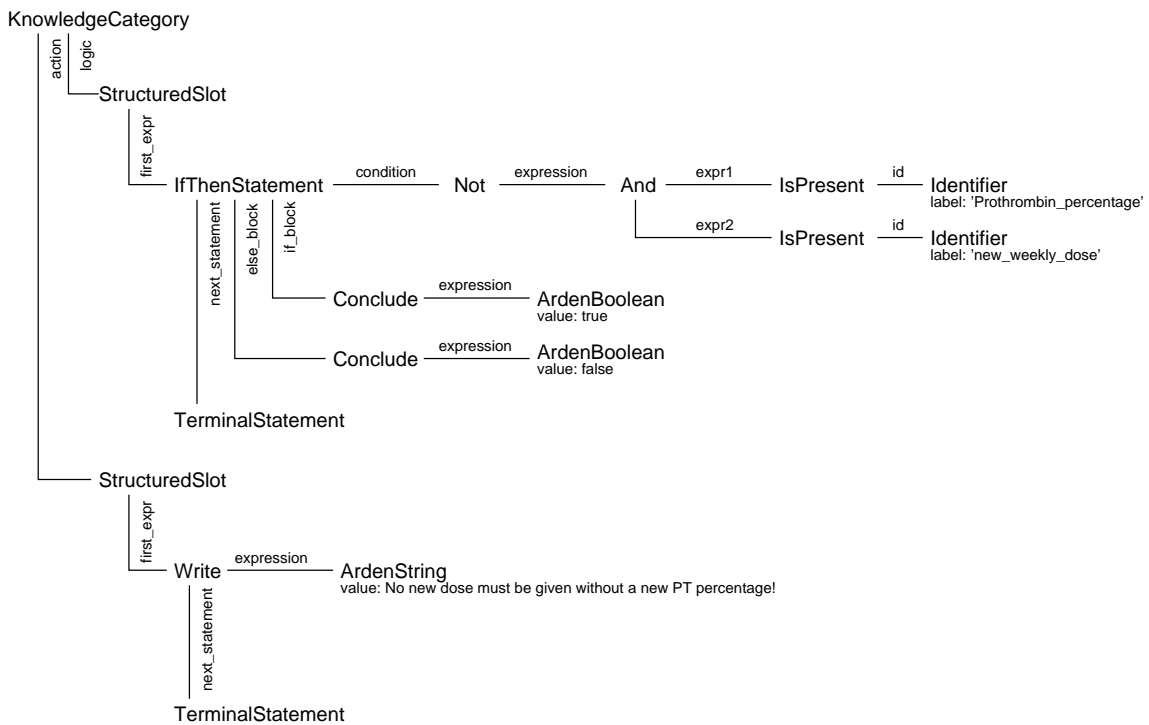 KnowledgeCategory
action
logic
StructuredSlot
first_expr
IfThenStatement
condition
Not
expression
And
expr1
IsPresent
id
Identifier
label: 'Prothrombin_percentage'
expr2
IsPresent
id
Identifier
label: 'new_weekly_dose'
next_statement
else_block
if_block
Conclude
expression
ArdenBoolean
value: true
Conclude
expression
ArdenBoolean
value: false
TerminalStatement
StructuredSlot
first_expr
Write
expression
ArdenString
value: No new dose must be given without a new PT percentage!
next_statement
TerminalStatement